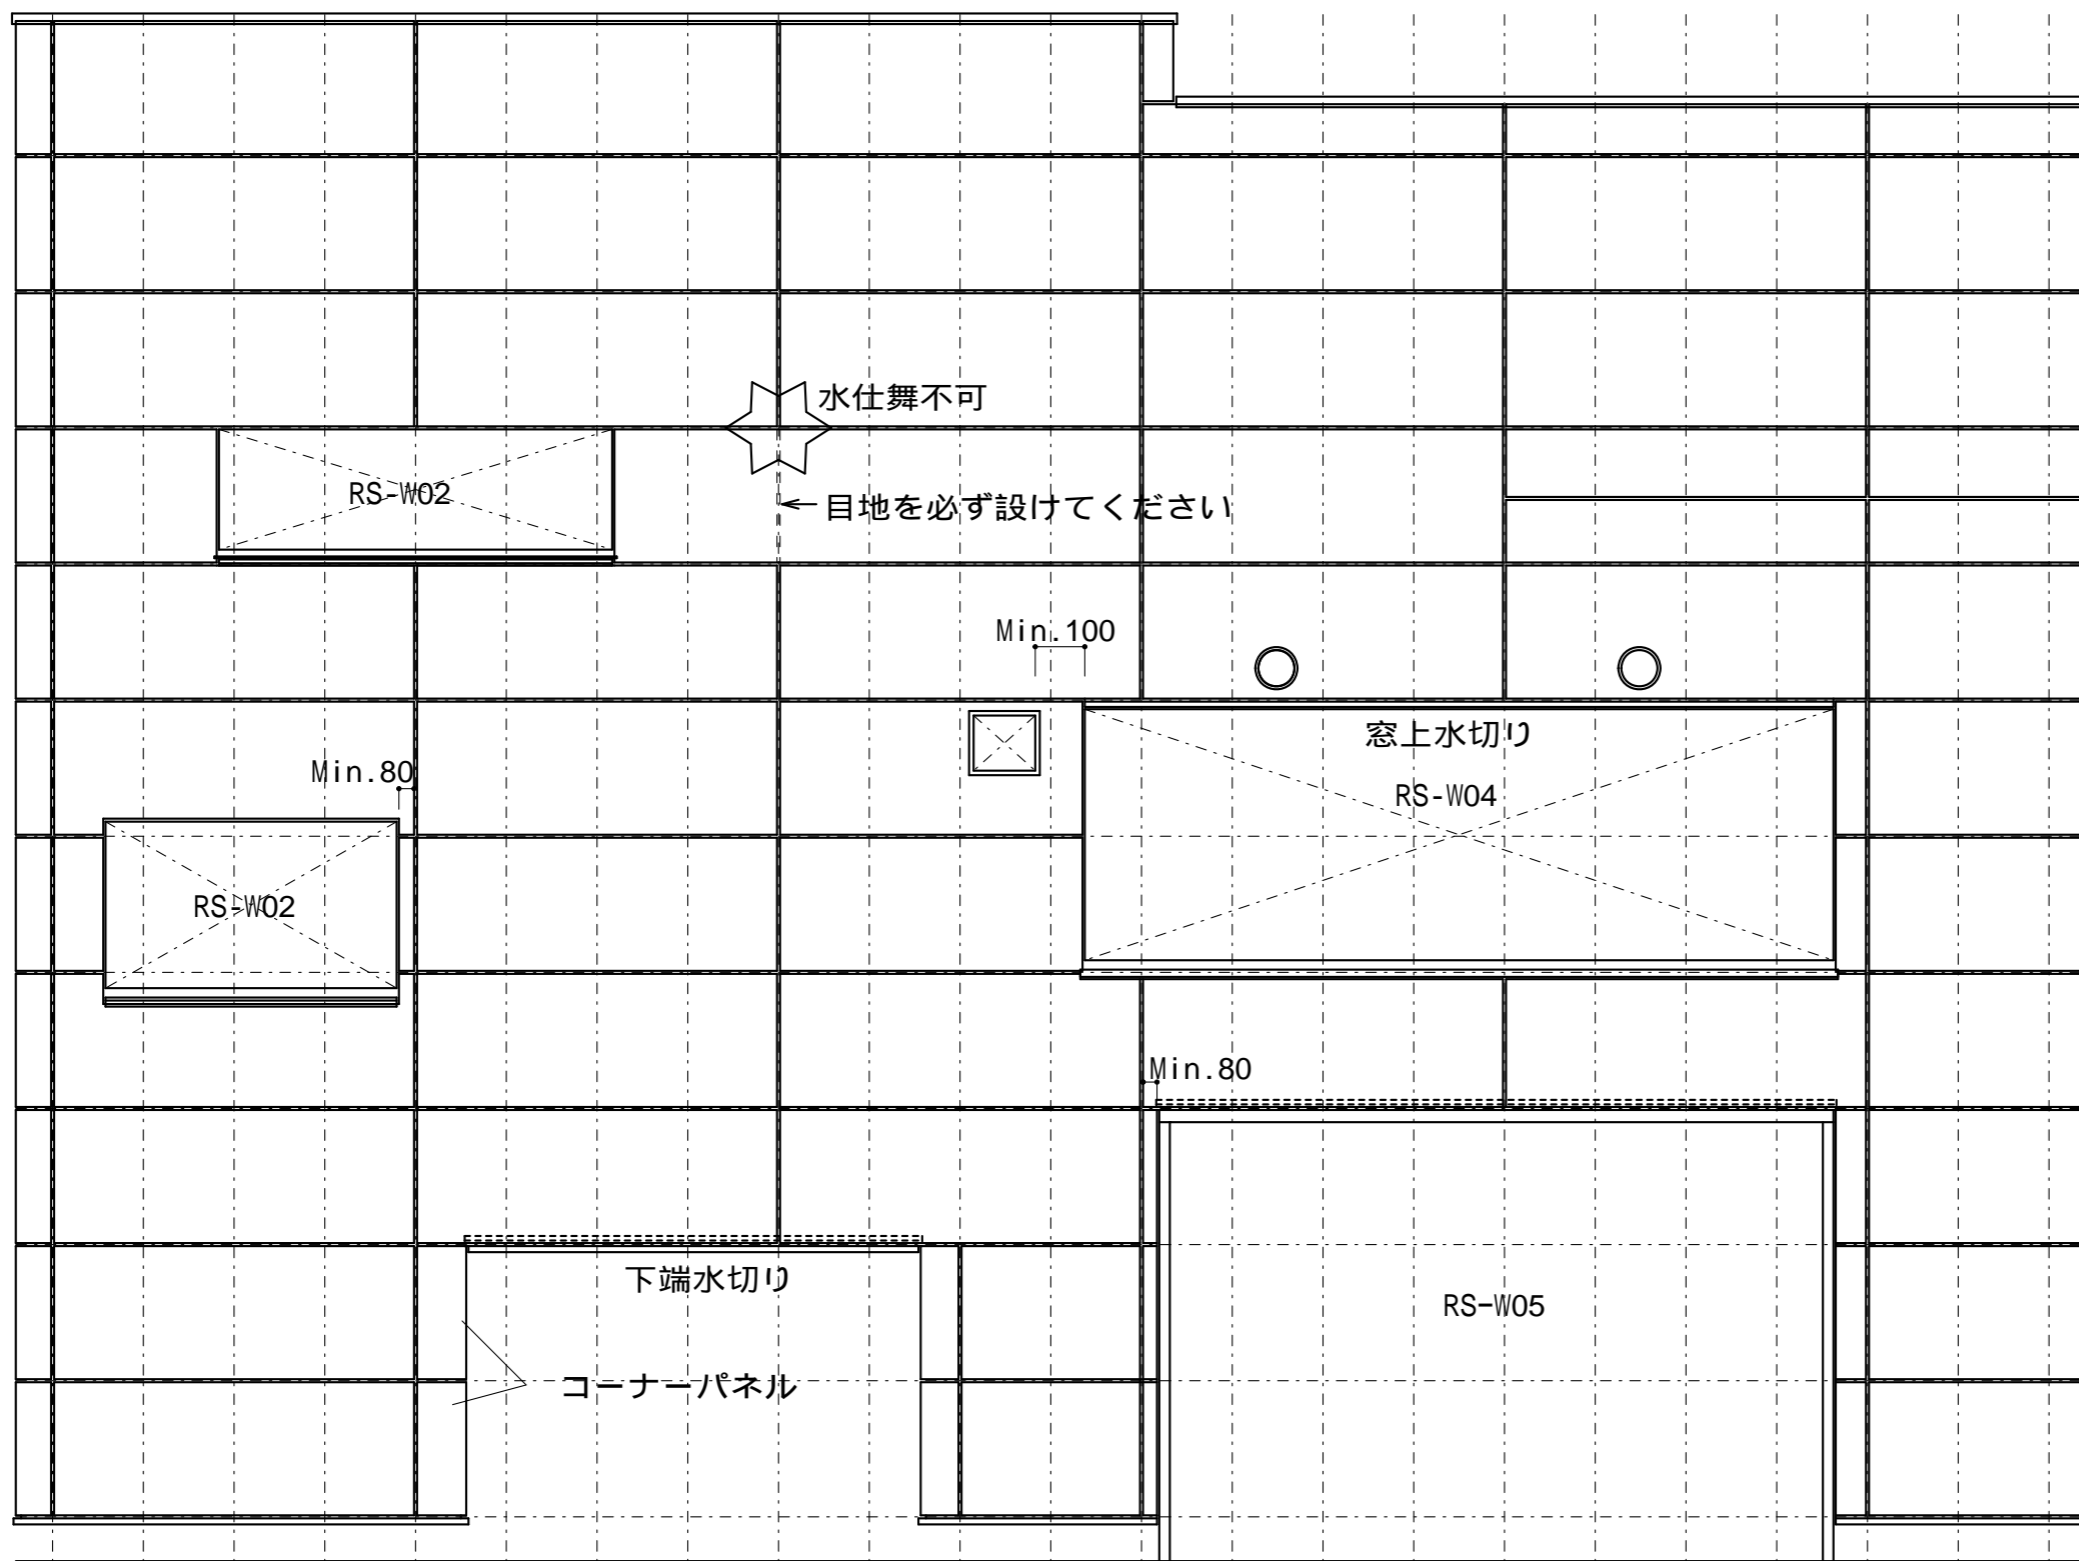 水仕舞不可
RS-W02
目地を必ず設けてください
Min.100
窓上水切り
Min.80
RS-W04
RS-W02
Min.80
下端水切り
RS-W05
コーナーパネル